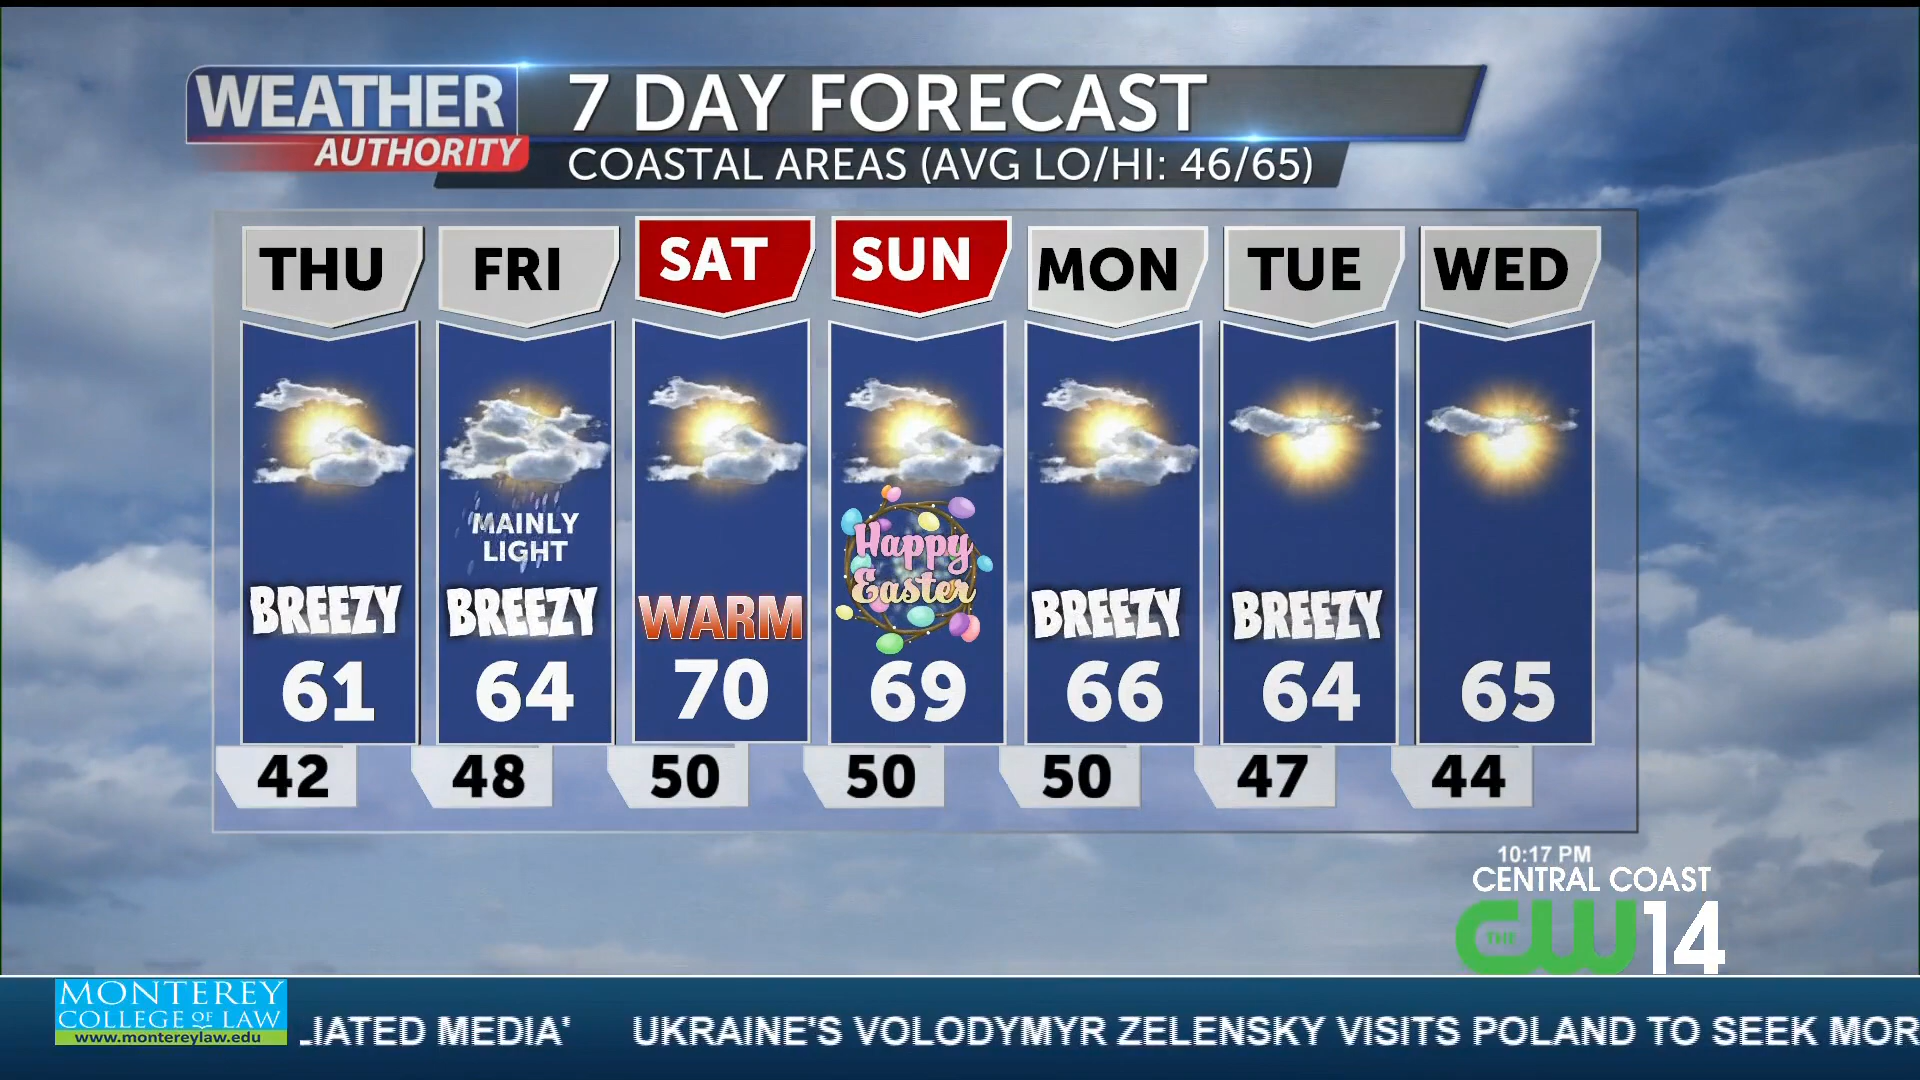 WEATHER
AUTHORITY
7 DAY FORECAST
COASTAL AREAS (AVG LO/HI: 46/65)
THU FRI SAT SUN MON TUE WED
MAINLY
LIGHT
Happy
Easter
BREEZY BREEZY WARM BREEZY BREEZY
61 64 70 69 66 64 65
42 48 50 50 50 47 44
10:17 PM
CENTRAL COAST
THE CW 14
MONTEREY
COLLEGE OF LAW
www.montereylaw.edu
LIATED MEDIA' UKRAINE'S VOLODYMYR ZELENSKY VISITS POLAND TO SEEK MOR